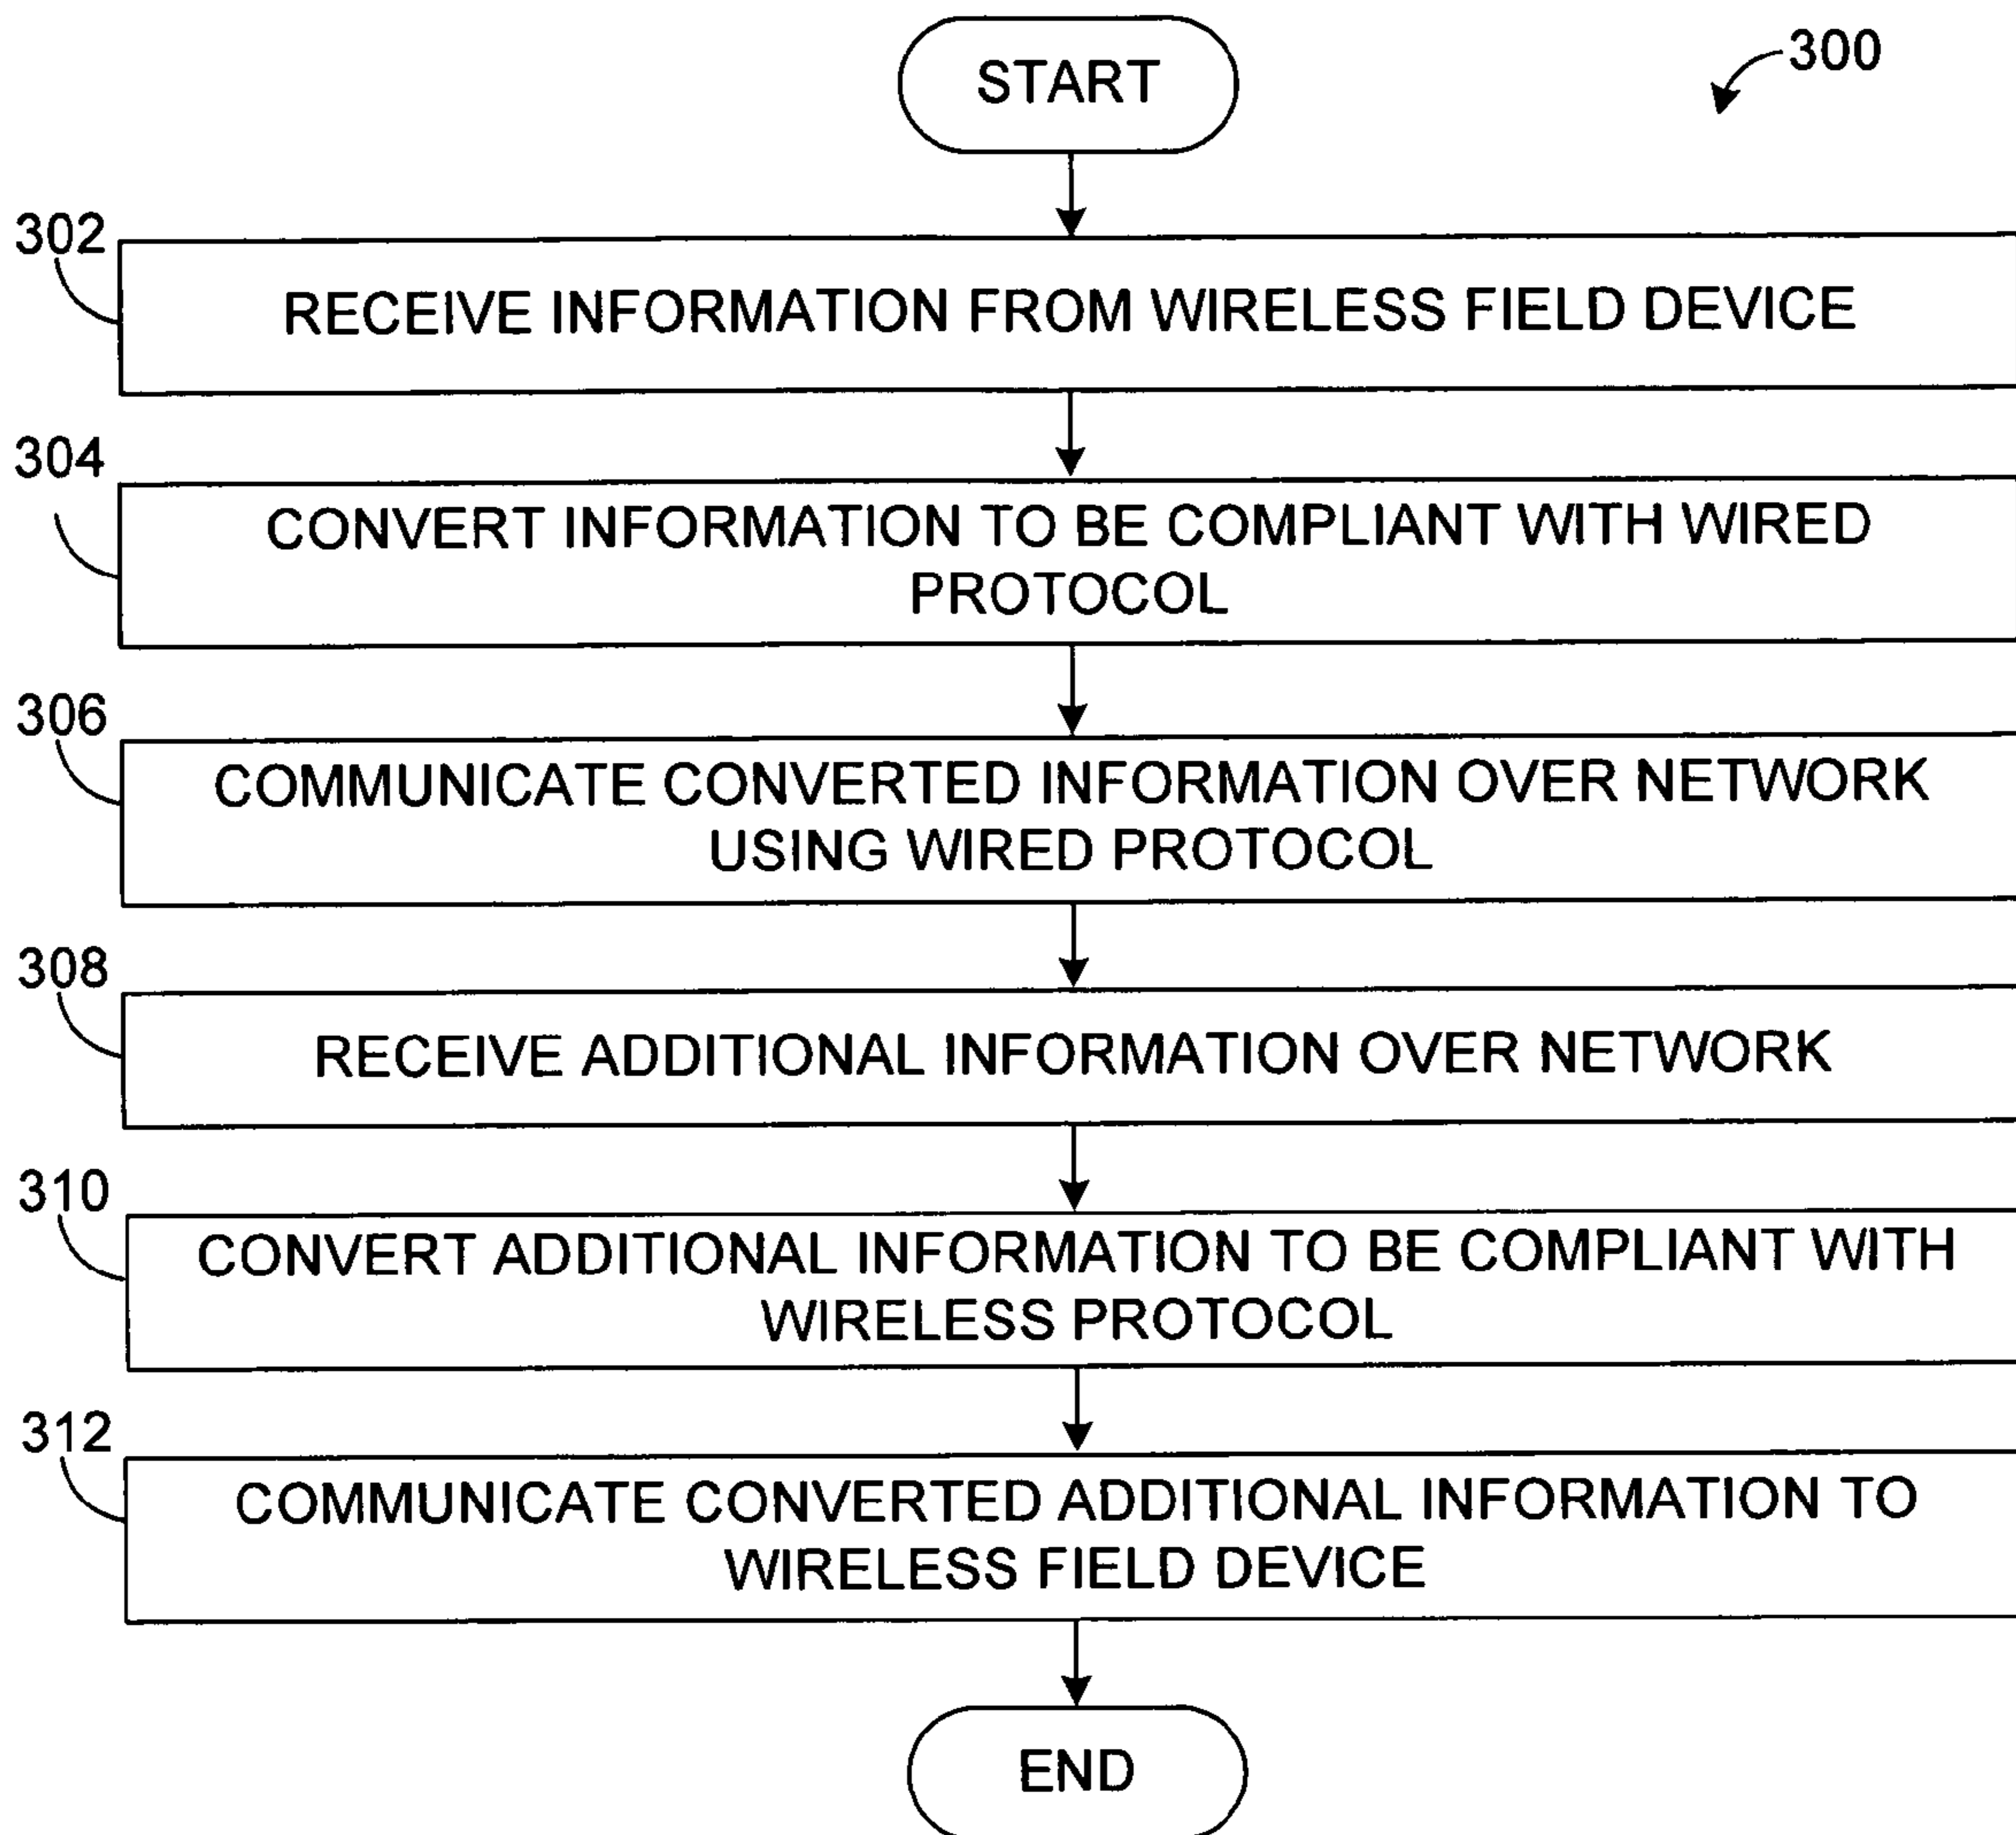 START
300
302
RECEIVE INFORMATION FROM WIRELESS FIELD DEVICE
304
CONVERT INFORMATION TO BE COMPLIANT WITH WIRED
PROTOCOL
306
COMMUNICATE CONVERTED INFORMATION OVER NETWORK
USING WIRED PROTOCOL
308
RECEIVE ADDITIONAL INFORMATION OVER NETWORK
310
CONVERT ADDITIONAL INFORMATION TO BE COMPLIANT WITH
WIRELESS PROTOCOL
312
COMMUNICATE CONVERTED ADDITIONAL INFORMATION TO
WIRELESS FIELD DEVICE
END